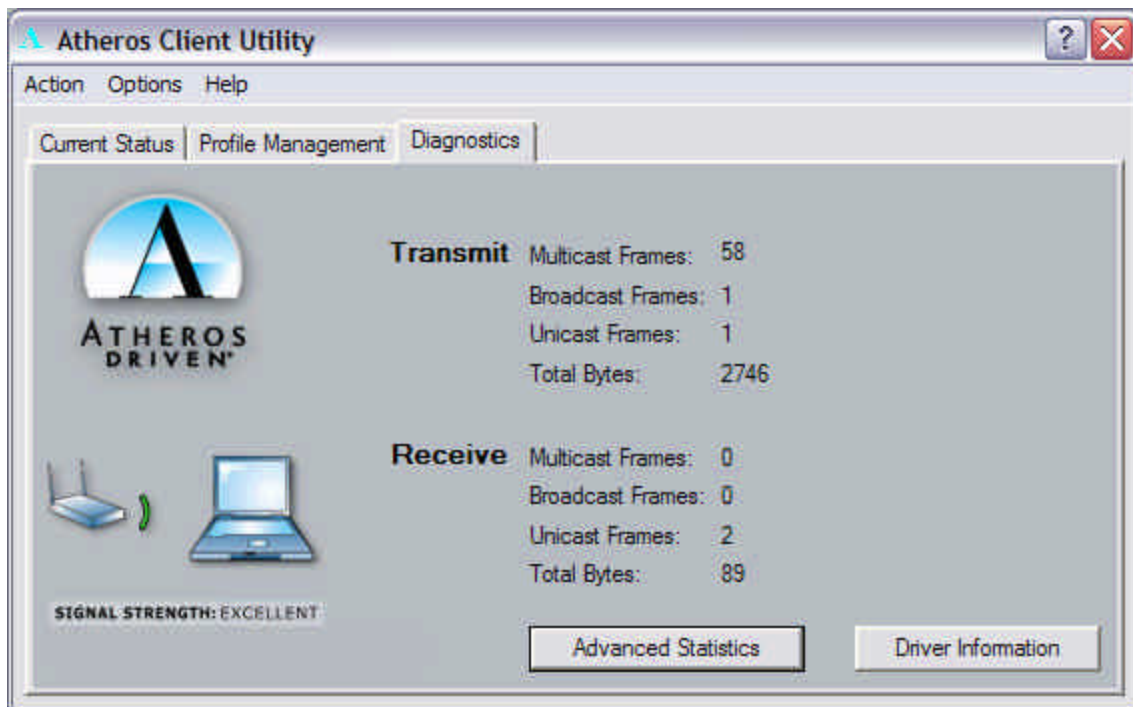 Atheros Client Utility
Action Options Help
Current Status Profile Management Diagnostics
ATHEROS
DRIVEN®
Transmit Multicast Frames: 58
Broadcast Frames: 1
Unicast Frames: 1
Total Bytes: 2746
Receive Multicast Frames: 0
Broadcast Frames: 0
Unicast Frames: 2
Total Bytes: 89
SIGNAL STRENGTH: EXCELLENT
Advanced Statistics Driver Information